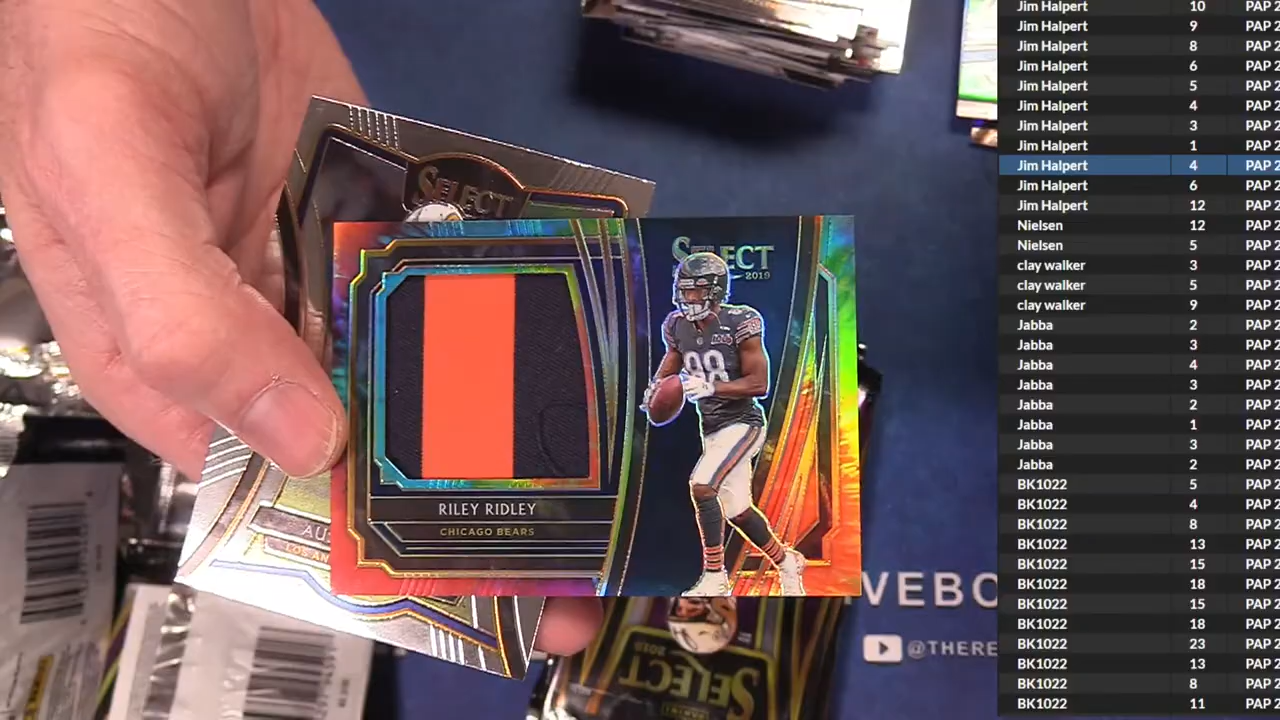 SELECT
SELECT
2019
88
RILEY RIDLEY
CHICAGO BEARS
AU
LOS AN
SELECT
2019
IVEBO
@THERE
Jim Halpert 10 PAP 2
Jim Halpert 9 PAP 2
Jim Halpert 8 PAP 2
Jim Halpert 6 PAP 2
Jim Halpert 5 PAP 2
Jim Halpert 4 PAP 2
Jim Halpert 3 PAP 2
Jim Halpert 1 PAP 2
Jim Halpert 4 PAP 2
Jim Halpert 6 PAP 2
Jim Halpert 12 PAP 2
Nielsen 12 PAP 2
Nielsen 5 PAP 2
clay walker 3 PAP 2
clay walker 5 PAP 2
clay walker 9 PAP 2
Jabba 2 PAP 2
Jabba 3 PAP 2
Jabba 4 PAP 2
Jabba 3 PAP 2
Jabba 2 PAP 2
Jabba 1 PAP 2
Jabba 3 PAP 2
Jabba 2 PAP 2
BK1022 5 PAP 2
BK1022 4 PAP 2
BK1022 8 PAP 2
BK1022 13 PAP 2
BK1022 15 PAP 2
BK1022 18 PAP 2
BK1022 15 PAP 2
BK1022 18 PAP 2
BK1022 23 PAP 2
BK1022 13 PAP 2
BK1022 8 PAP 2
BK1022 11 PAP 2